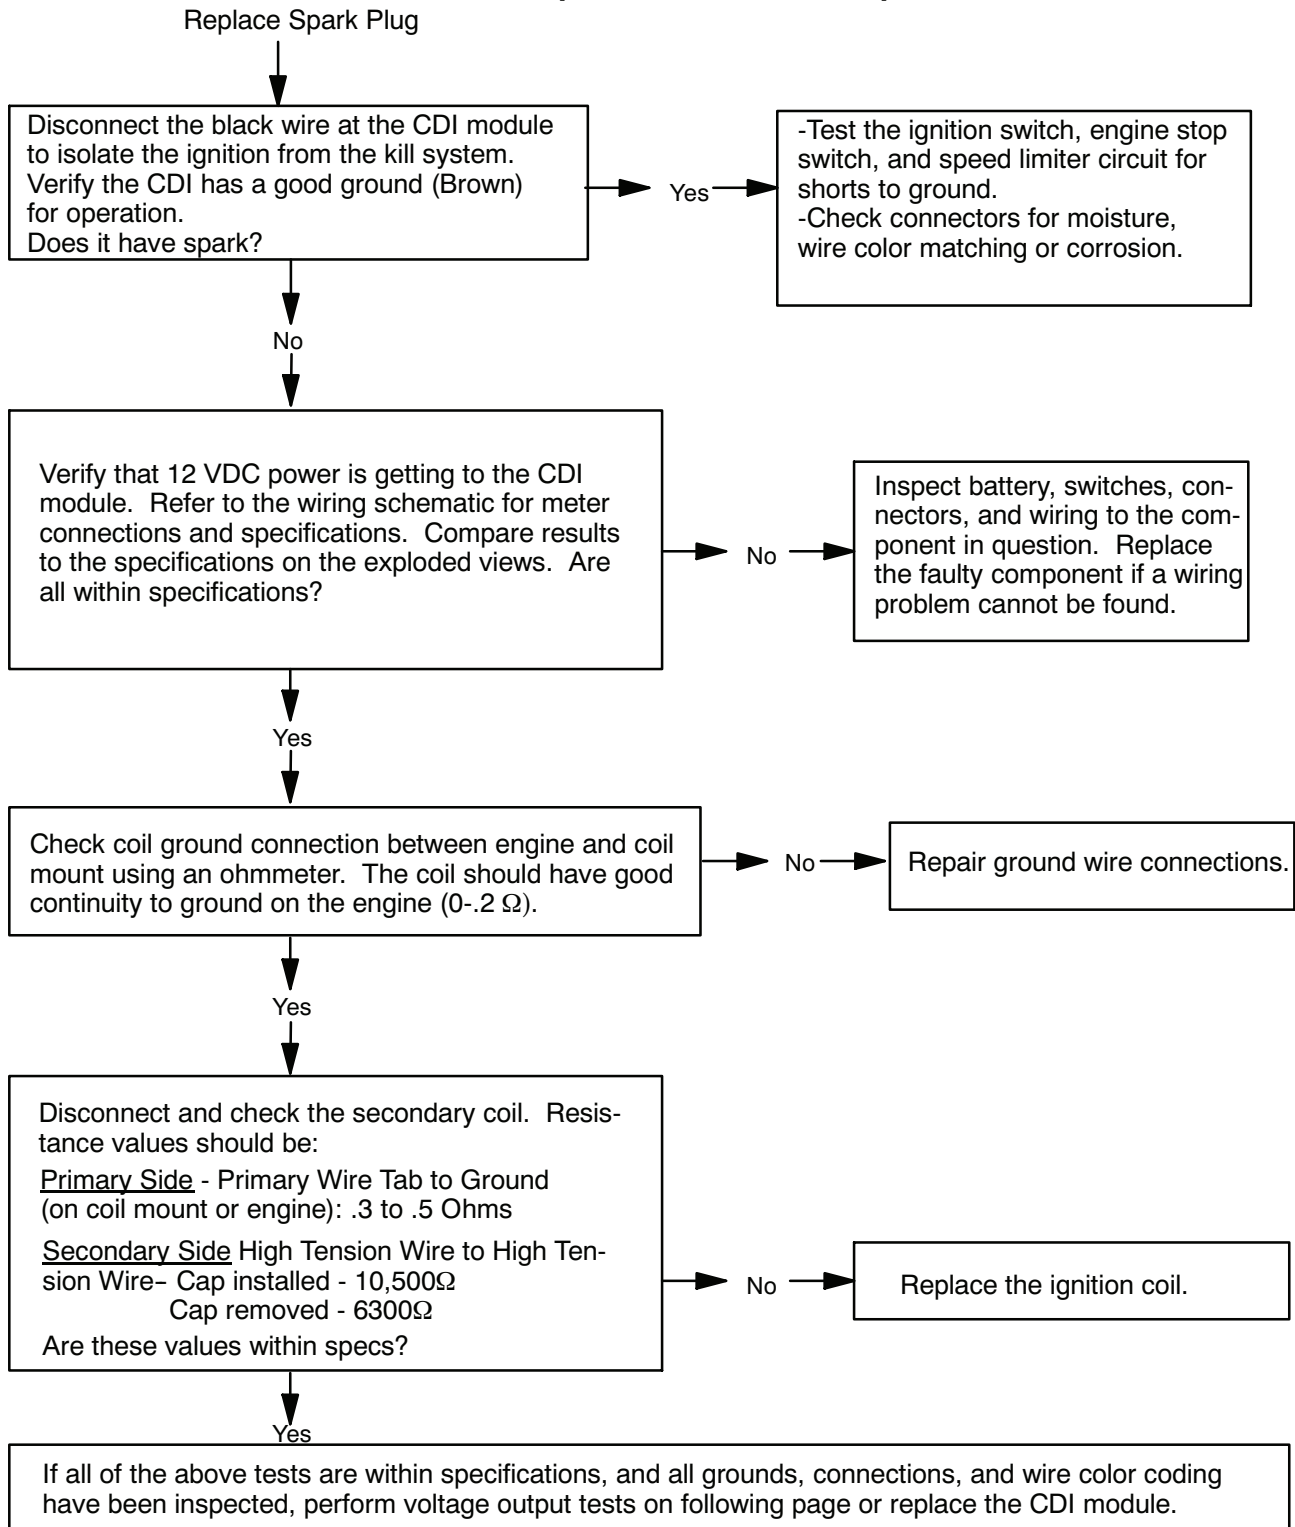 Replace Spark Plug
Disconnect the black wire at the CDI module
to isolate the ignition from the kill system.
Verify the CDI has a good ground (Brown)
for operation.
Does it have spark?
Yes
-Test the ignition switch, engine stop
switch, and speed limiter circuit for
shorts to ground.
-Check connectors for moisture,
wire color matching or corrosion.
No
Verify that 12 VDC power is getting to the CDI
module. Refer to the wiring schematic for meter
connections and specifications. Compare results
to the specifications on the exploded views. Are
all within specifications?
No
Inspect battery, switches, con-
nectors, and wiring to the com-
ponent in question. Replace
the faulty component if a wiring
problem cannot be found.
Yes
Check coil ground connection between engine and coil
mount using an ohmmeter. The coil should have good
continuity to ground on the engine (0-.2 Ω).
No
Repair ground wire connections.
Yes
Disconnect and check the secondary coil. Resis-
tance values should be:
Primary Side - Primary Wire Tab to Ground
(on coil mount or engine): .3 to .5 Ohms
Secondary Side High Tension Wire to High Ten-
sion Wire– Cap installed - 10,500Ω
Cap removed - 6300Ω
Are these values within specs?
No
Replace the ignition coil.
Yes
If all of the above tests are within specifications, and all grounds, connections, and wire color coding
have been inspected, perform voltage output tests on following page or replace the CDI module.